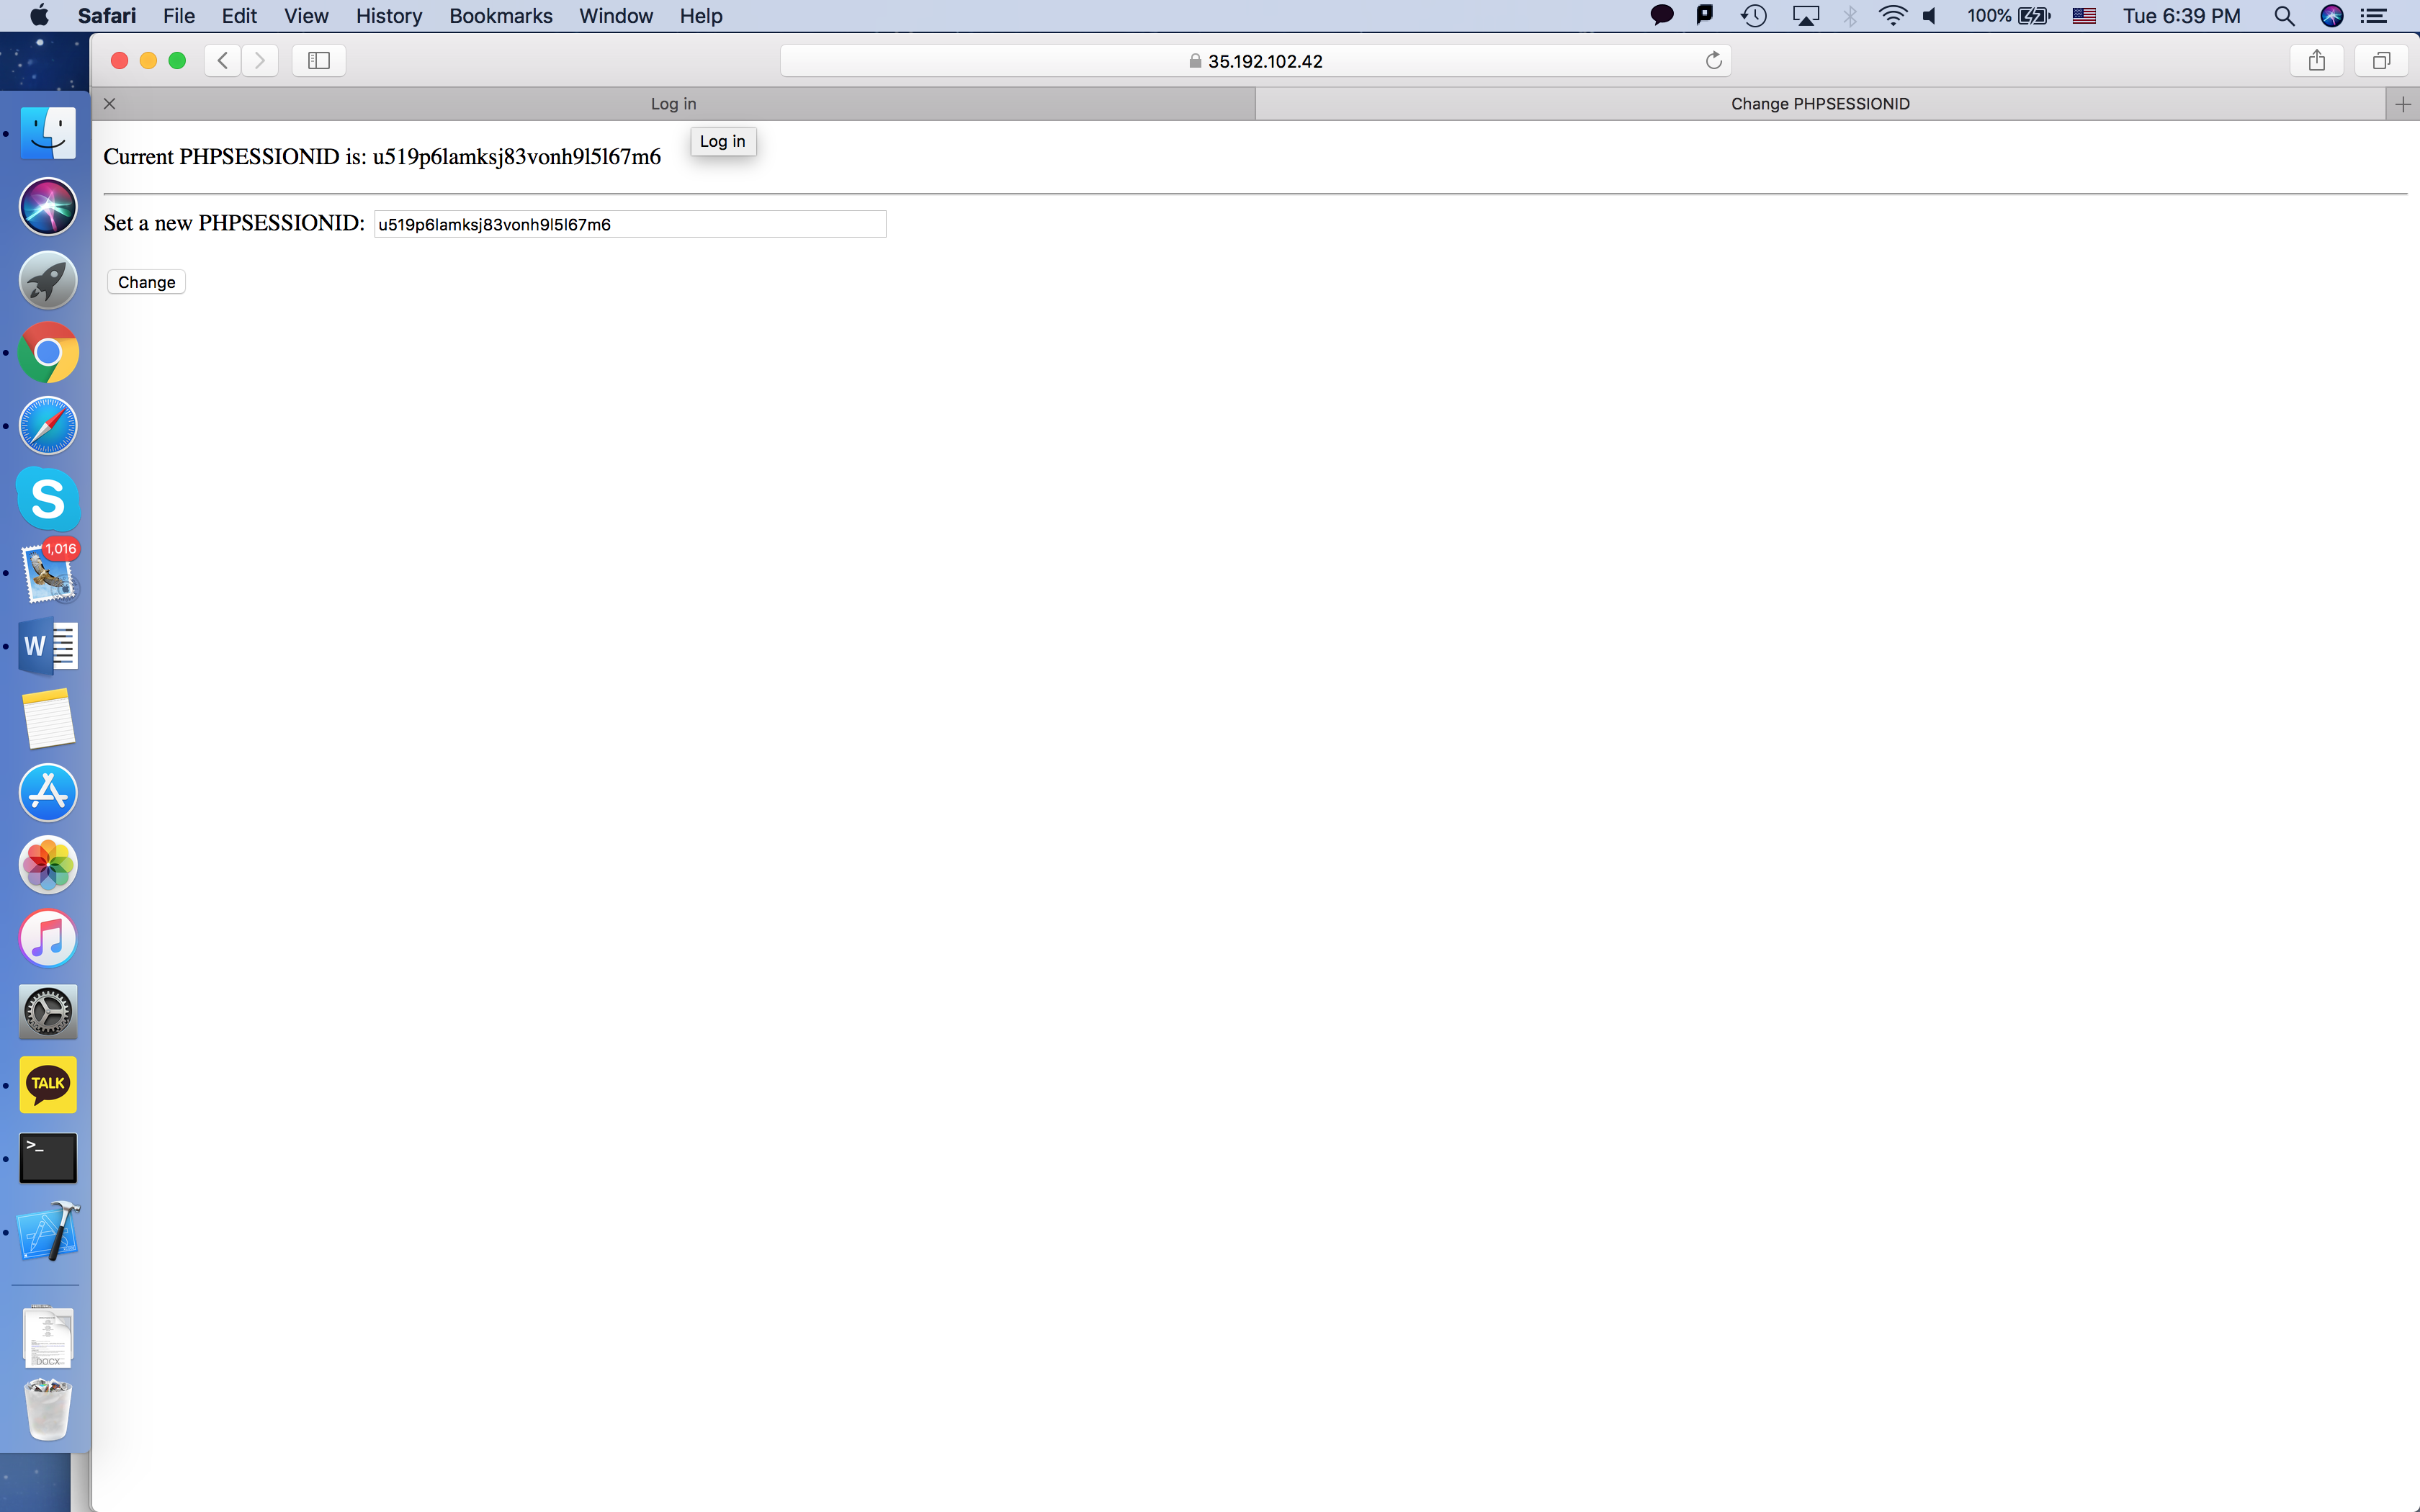 Safari File Edit View History Bookmarks Window Help 100% Tue 6:39 PM
35.192.102.42
Log in Change PHPSESSIONID
Log in
Current PHPSESSIONID is: u519p6lamksj83vonh9l5l67m6
Set a new PHPSESSIONID: u519p6lamksj83vonh9l5l67m6
Change
S
1,016
W
TALK
>_
DOCX